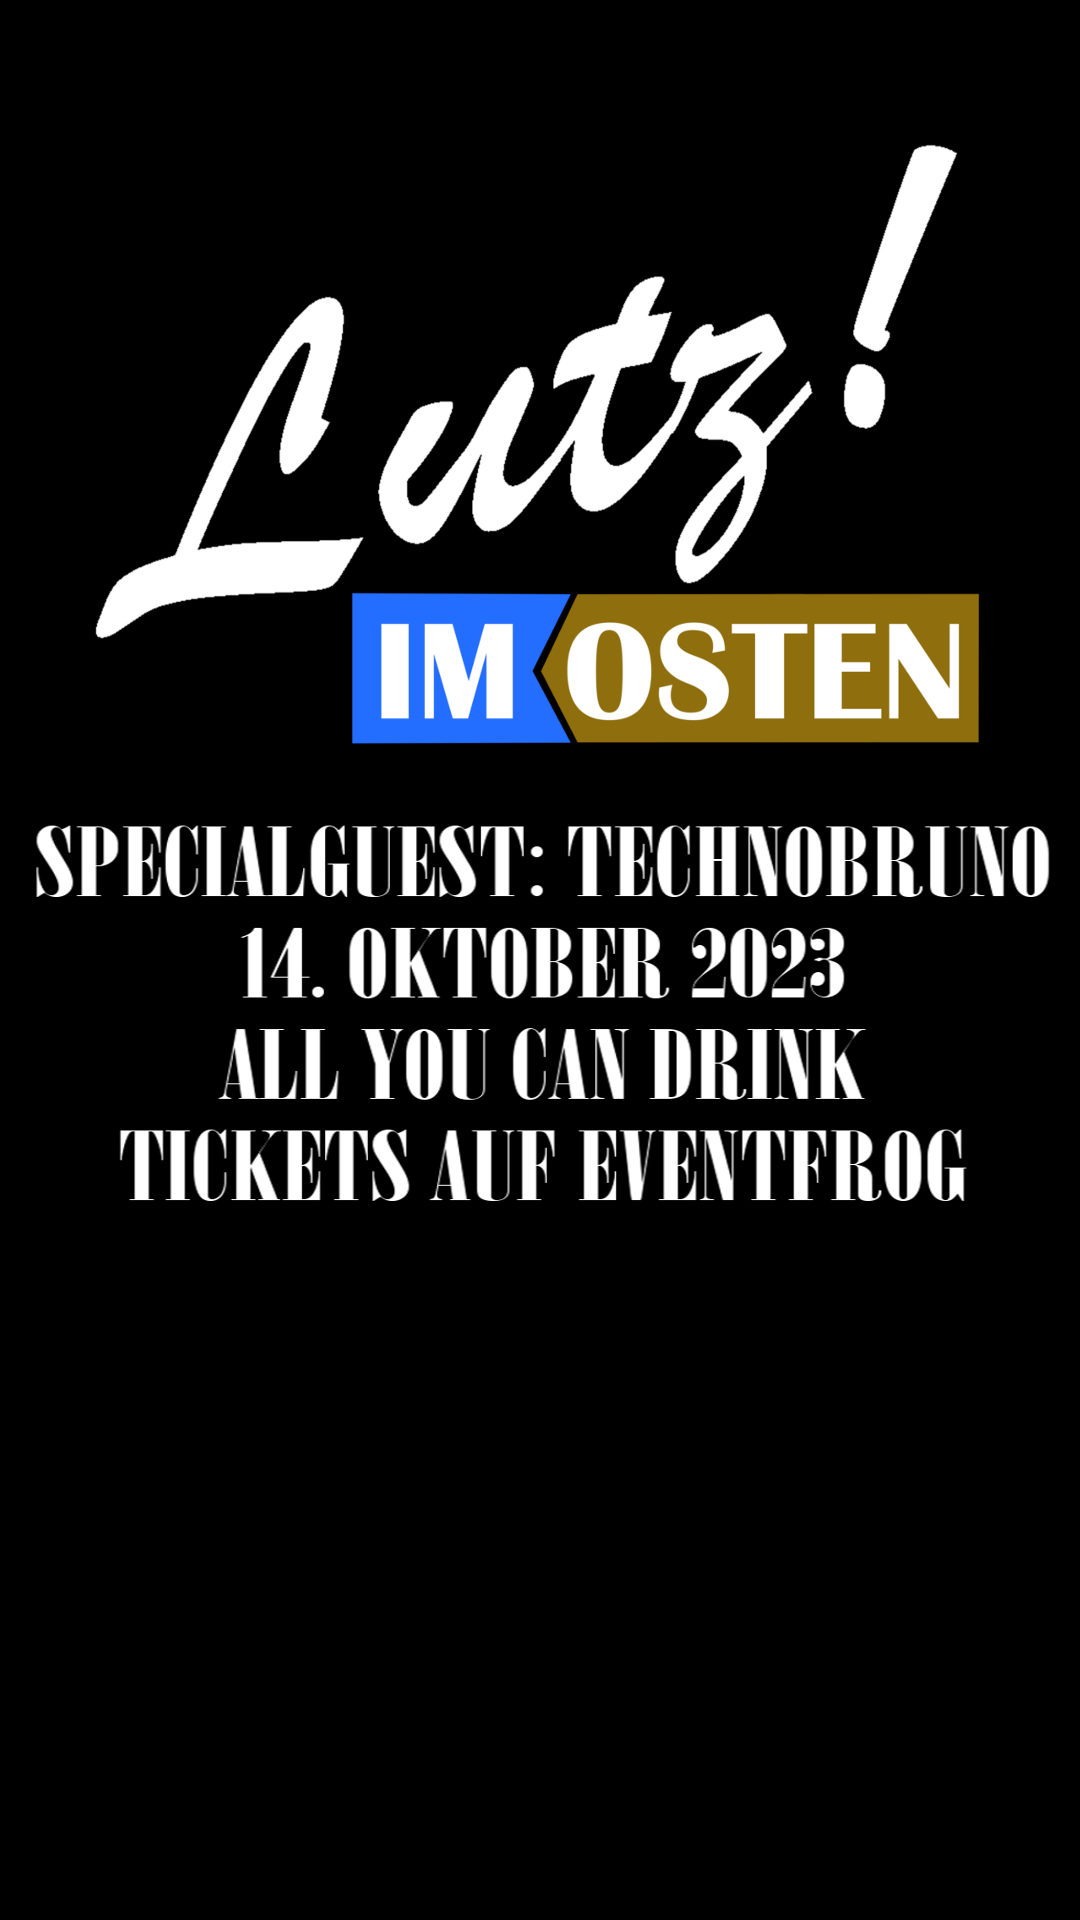 Lutz!
IM OSTEN
SPECIALGUEST: TECHNOBRUNO
14. OKTOBER 2023
ALL YOU CAN DRINK
TICKETS AUF EVENTFROG